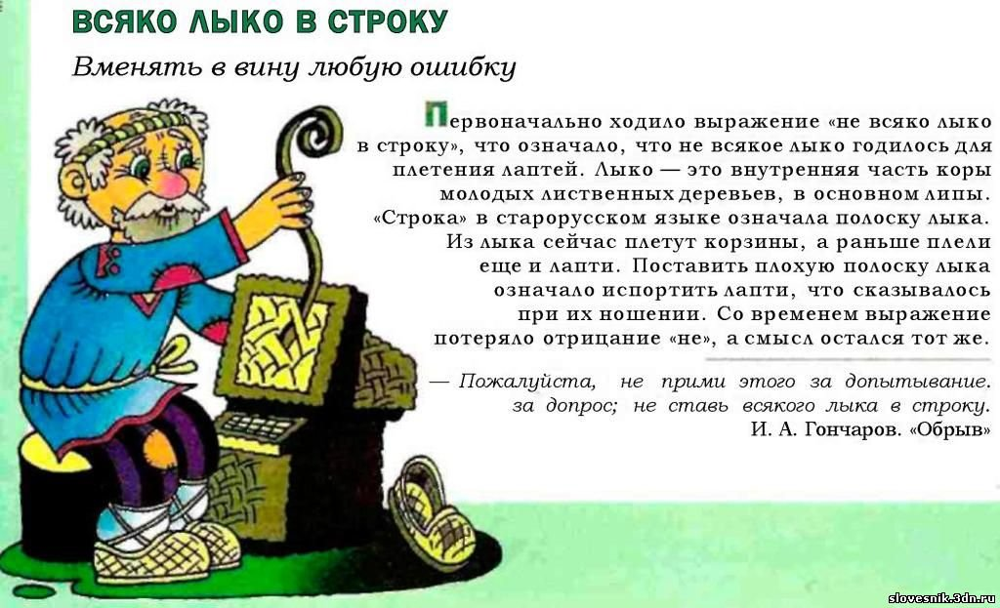 ВСЯКО ЛЫКО В СТРОКУ
Вменять в вину любую ошибку
Первоначально ходило выражение «не всяко лыко
в строку», что означало, что не всякое лыко годилось для
плетения лаптей. Лыко — это внутренняя часть коры
молодых лиственных деревьев, в основном липы.
«Строка» в старорусском языке означала полоску лыка.
Из лыка сейчас плетут корзины, а раньше плели
еще и лапти. Поставить плохую полоску лыка
означало испортить лапти, что сказывалось
при их ношении. Со временем выражение
потеряло отрицание «не», а смысл остался тот же.
— Пожалуйста, не прими этого за допытывание.
за допрос; не ставь всякого лыка в строку.
И. А. Гончаров. «Обрыв»
slovesnik.3dn.ru